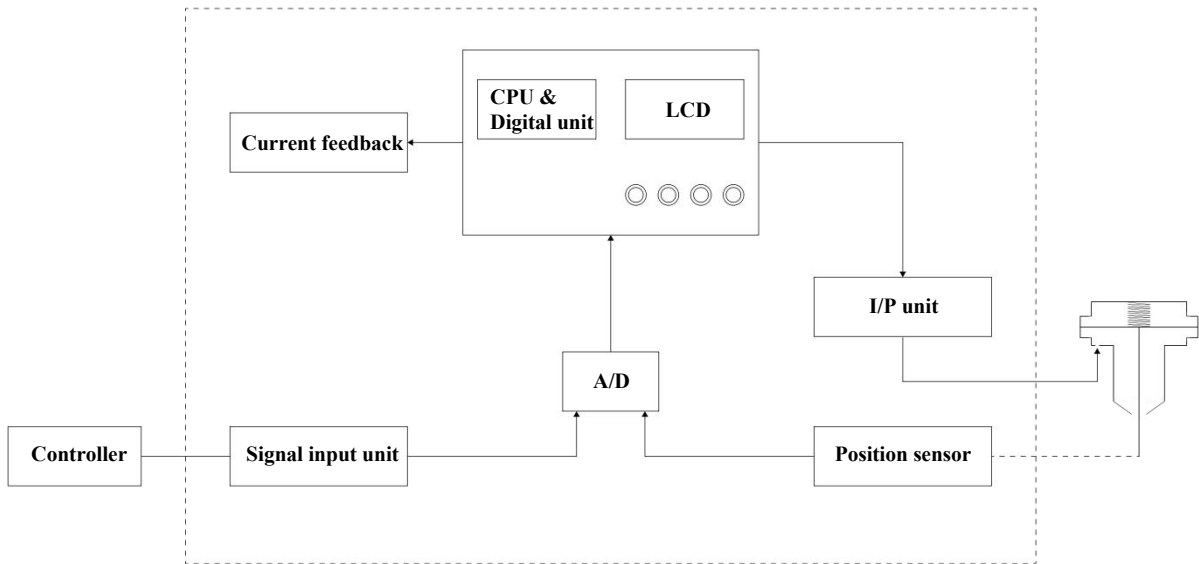 CPU &
Digital unit
LCD
Current feedback
I/P unit
A/D
Controller
Signal input unit
Position sensor